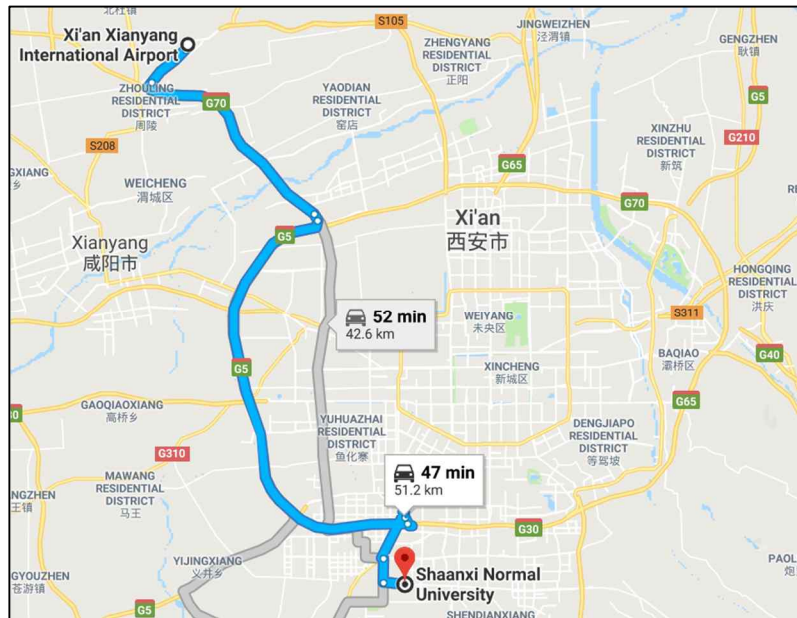 北杜镇
S105
JINGWEIZHEN
泾渭镇
Xi'an Xianyang
International Airport
ZHENGYANG
RESIDENTIAL
DISTRICT
正阳
GENGZHEN
耿镇
ZHOULING
RESIDENTIAL
DISTRICT
周陵
G70
YAODIAN
RESIDENTIAL
DISTRICT
窑店
G5
XINZHU
RESIDENTIAL
DISTRICT
新筑
G210
S208
G65
WEICHENG
渭城区
G70
Xi'an
西安市
Xianyang
咸阳市
G5
HONGQING
RESIDENTIAL
DISTRICT
洪庆
52 min
42.6 km
WEIYANG
未央区
S311
BAQIAO
灞桥区
G40
G5
XINCHENG
新城区
G65
GAOQIAOXIANG
高桥乡
YUHUAZHAI
RESIDENTIAL
DISTRICT
鱼化寨
DENGJIAPO
RESIDENTIAL
DISTRICT
等驾坡
G310
MAWANG
RESIDENTIAL
DISTRICT
马王
47 min
51.2 km
G30
YIJINGXIANG
义井乡
Shaanxi Normal
University
G5
SHENDIANXIANG